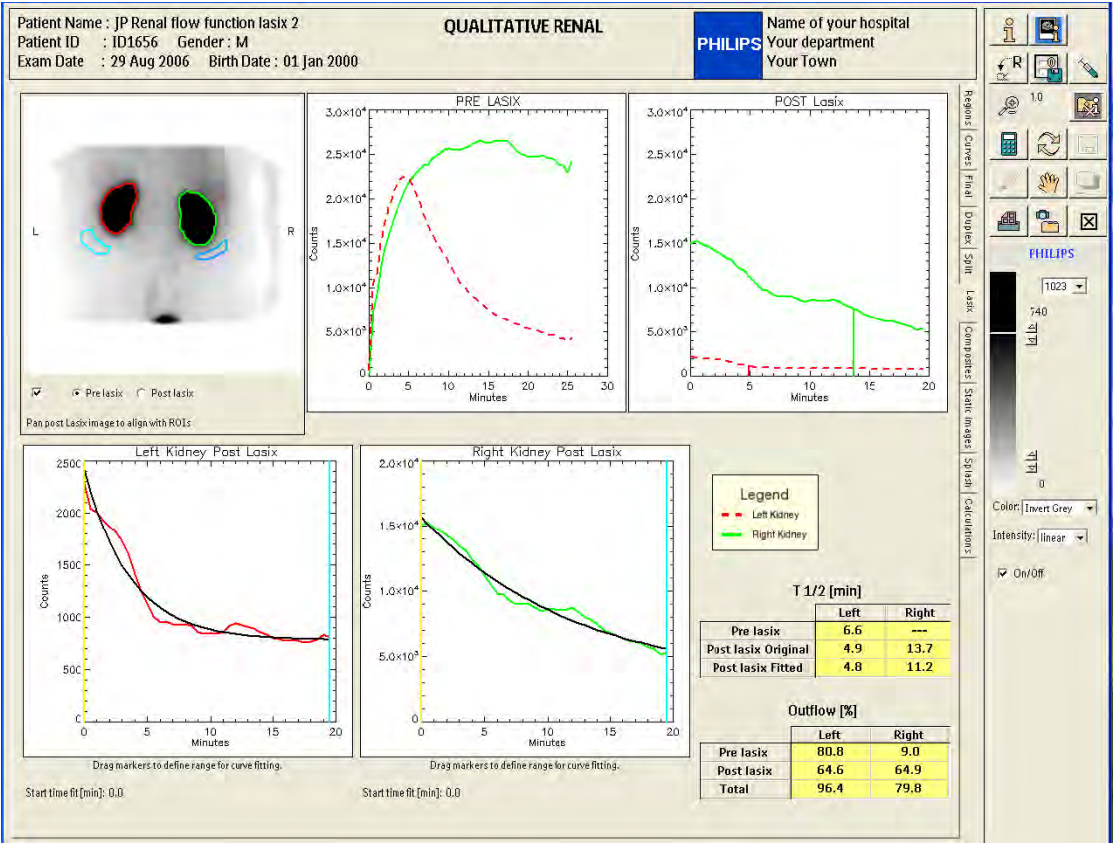 Patient Name : JP Renal flow function lasix 2
Patient ID : ID1656 Gender : M
Exam Date : 29 Aug 2006 Birth Date : 01 Jan 2000
QUALITATIVE RENAL
PHILIPS
Name of your hospital
Your department
Your Town
L
R
Pre lasix
Post lasix
Pan post Lasix image to align with ROIs
PRE LASIX
3.0×10⁴
2.5×10⁴
2.0×10⁴
1.5×10⁴
1.0×10⁴
5.0×10³
0
Counts
0 5 10 15 20 25 30
Minutes
POST Lasix
3.0×10⁴
2.5×10⁴
2.0×10⁴
1.5×10⁴
1.0×10⁴
5.0×10³
0
Counts
0 5 10 15 20
Minutes
Left Kidney Post Lasix
2500
2000
1500
1000
500
0
Counts
0 5 10 15 20
Minutes
Drag markers to define range for curve fitting.
Start time fit [min]: 0.0
Right Kidney Post Lasix
2.0×10⁴
1.5×10⁴
1.0×10⁴
5.0×10³
0
Counts
0 5 10 15 20
Minutes
Drag markers to define range for curve fitting.
Start time fit [min]: 0.0
Legend
Left Kidney
Right Kidney
T 1/2 [min]
Left Right
Pre lasix 6.6 ---
Post lasix Original 4.9 13.7
Post lasix Fitted 4.8 11.2
Outflow [%]
Left Right
Pre lasix 80.8 9.0
Post lasix 64.6 64.9
Total 96.4 79.8
Regions
Curves
Final
Duplex
Split
Lasix
Composites
Static images
Splash
Calculations
R
1.0
PHILIPS
1023
740
0
Color: Invert Grey
Intensity: linear
On/Off